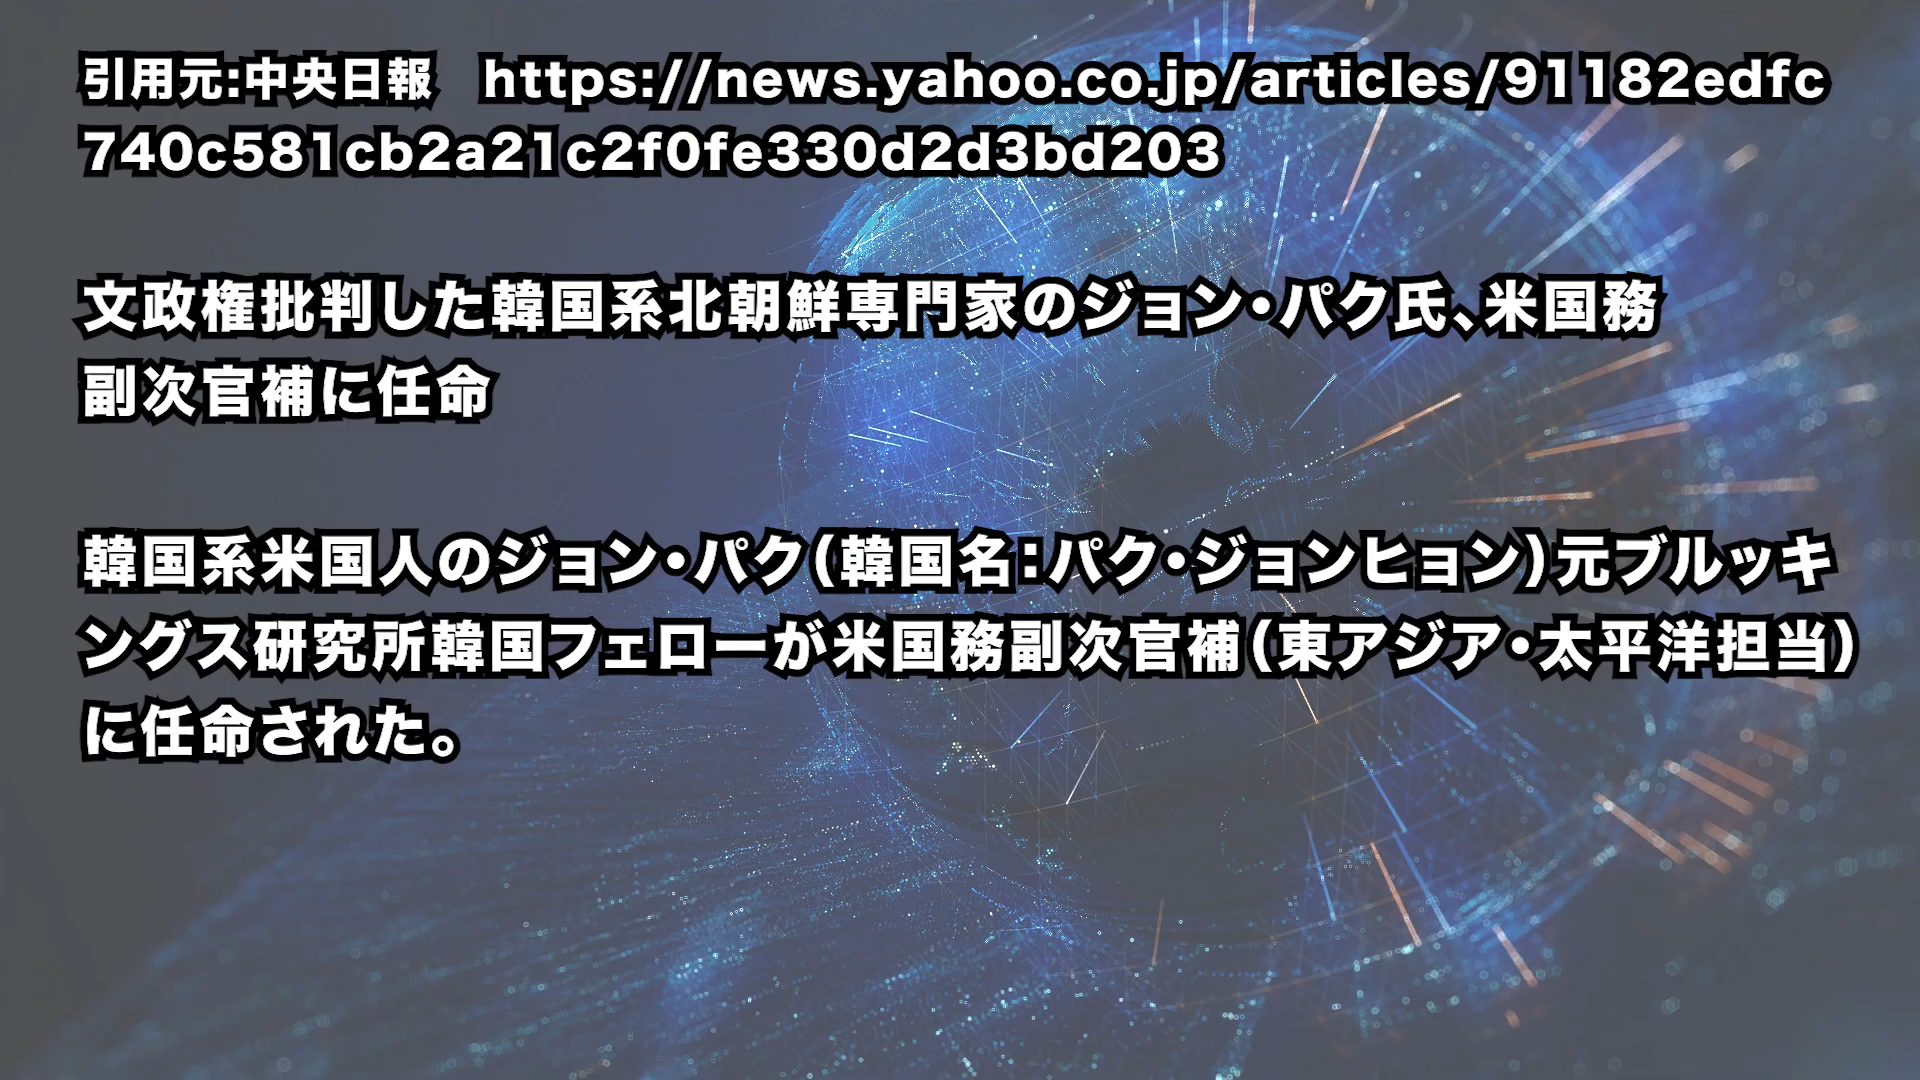 引用元:中央日報　https://news.yahoo.co.jp/articles/91182edfc
740c581cb2a21c2f0fe330d2d3bd203
文政権批判した韓国系北朝鮮専門家のジョン・パク氏、米国務
副次官補に任命
韓国系米国人のジョン・パク（韓国名：パク・ジョンヒョン）元ブルッキ
ングス研究所韓国フェローが米国務副次官補（東アジア・太平洋担当）
に任命された。